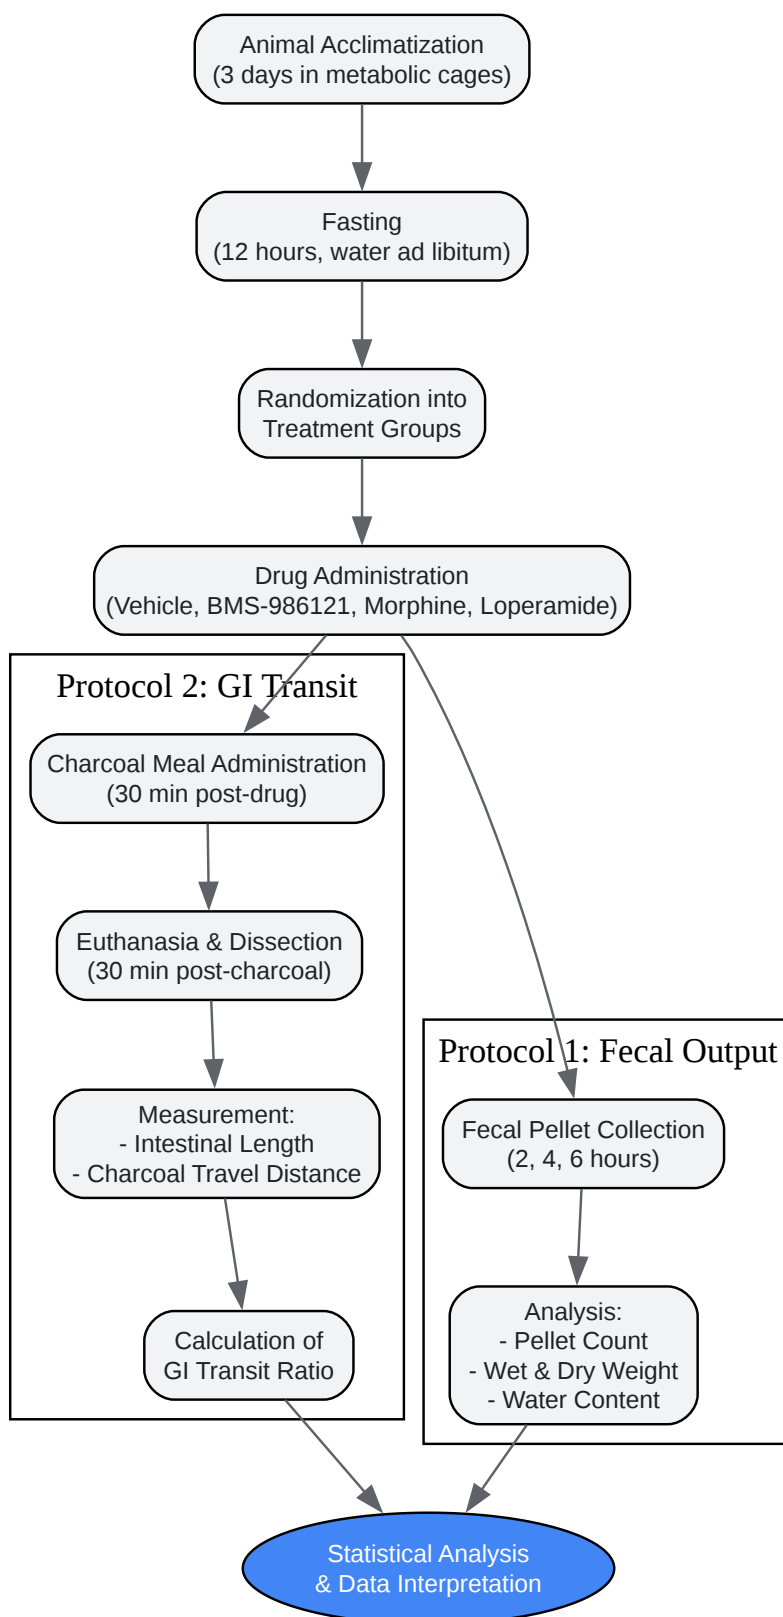 Animal Acclimatization
(3 days in metabolic cages)
Fasting
(12 hours, water ad libitum)
Randomization into
Treatment Groups
Drug Administration
(Vehicle, BMS-986121, Morphine, Loperamide)
Protocol 2: GI Transit
Charcoal Meal Administration
(30 min post-drug)
Euthanasia & Dissection
(30 min post-charcoal)
Measurement:
- Intestinal Length
- Charcoal Travel Distance
Calculation of
GI Transit Ratio
Protocol 1: Fecal Output
Fecal Pellet Collection
(2, 4, 6 hours)
Analysis:
- Pellet Count
- Wet & Dry Weight
- Water Content
Statistical Analysis
& Data Interpretation